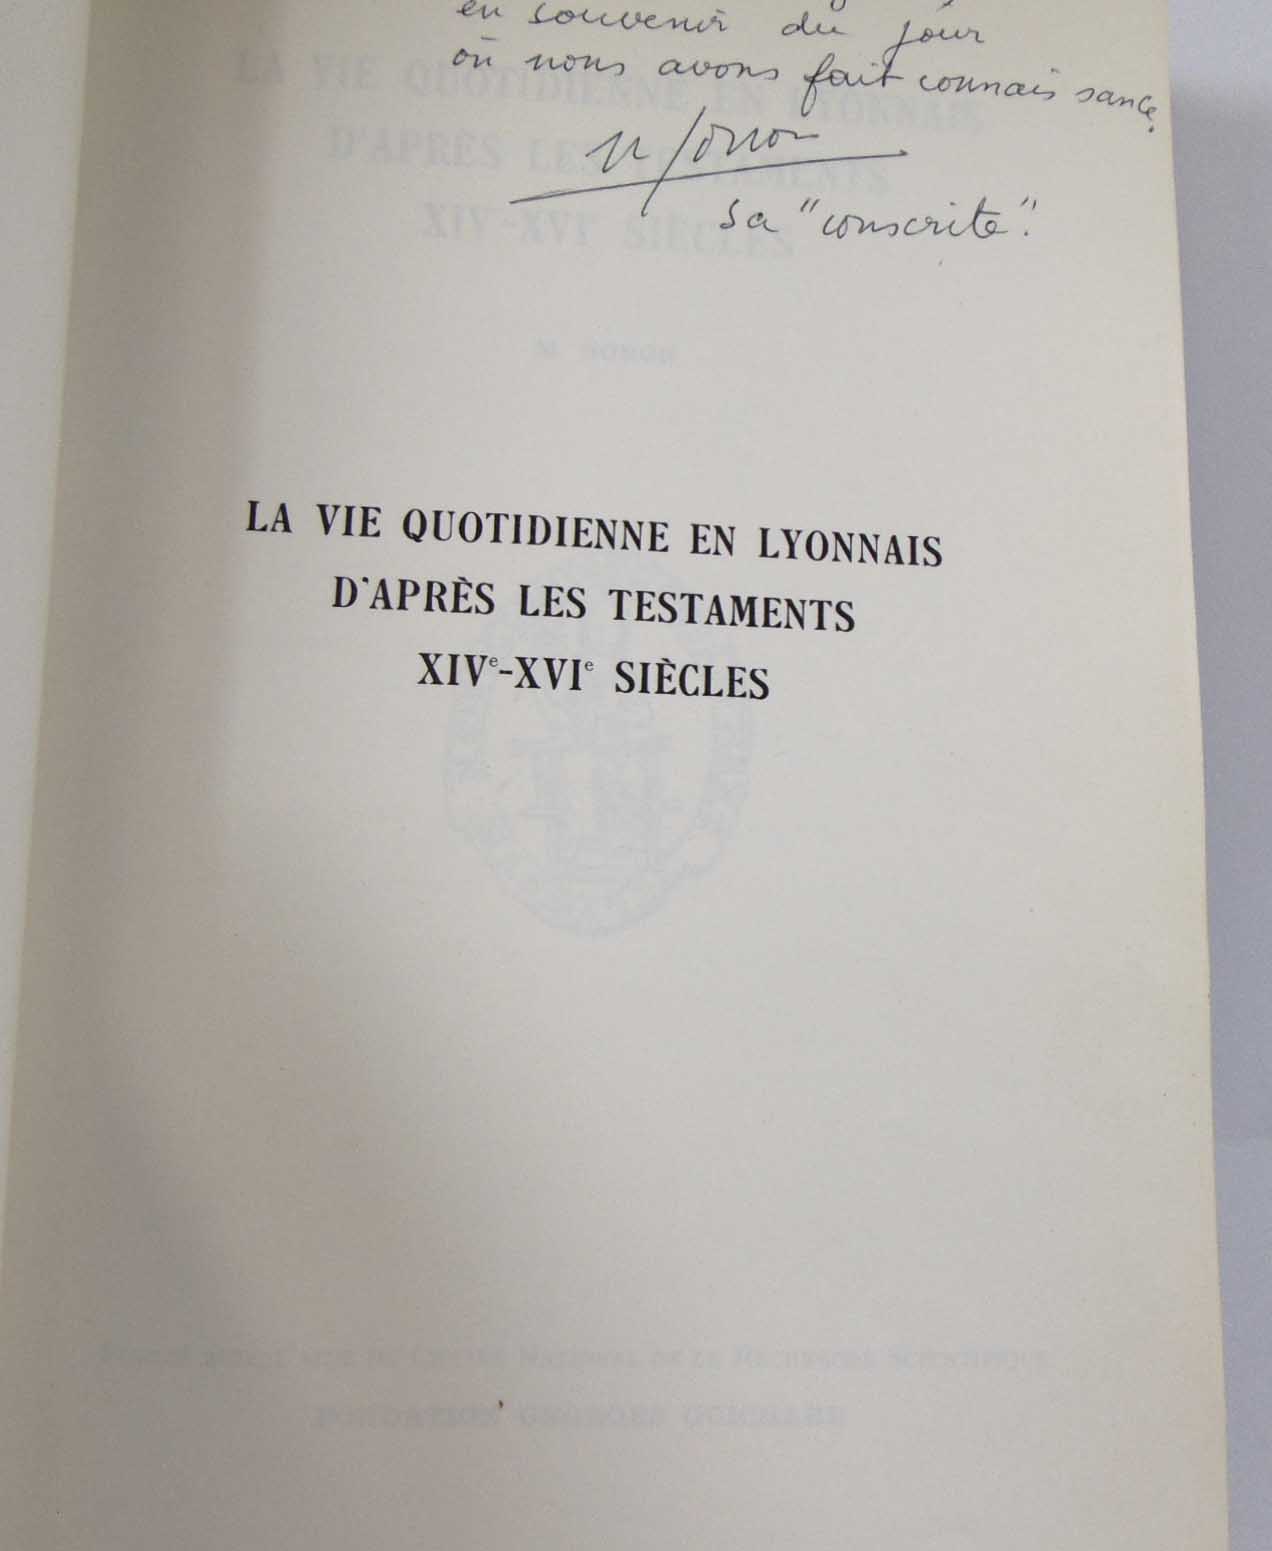 en souvenir du jour
où nous avons fait connaissance.
M Gonon
sa "conscrite".
LA VIE QUOTIDIENNE EN LYONNAIS
D'APRÈS LES TESTAMENTS
XIVe-XVIe SIÈCLES